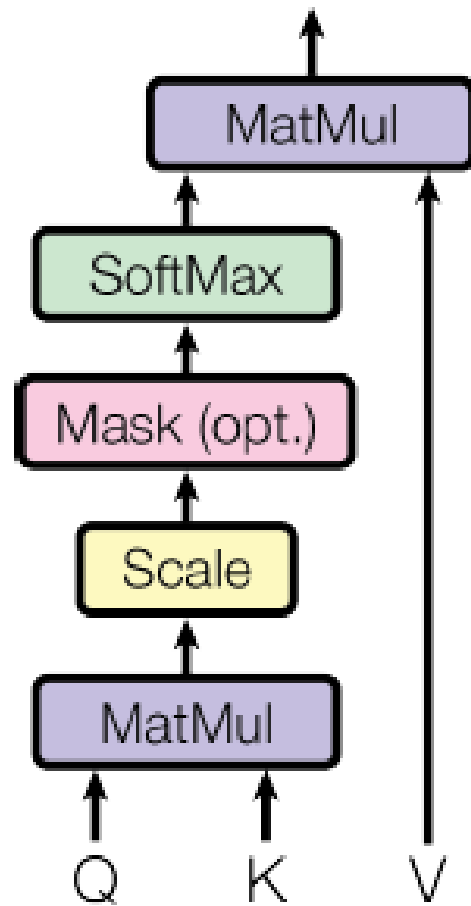 MatMul
SoftMax
Mask (opt.)
Scale
MatMul
Q K V